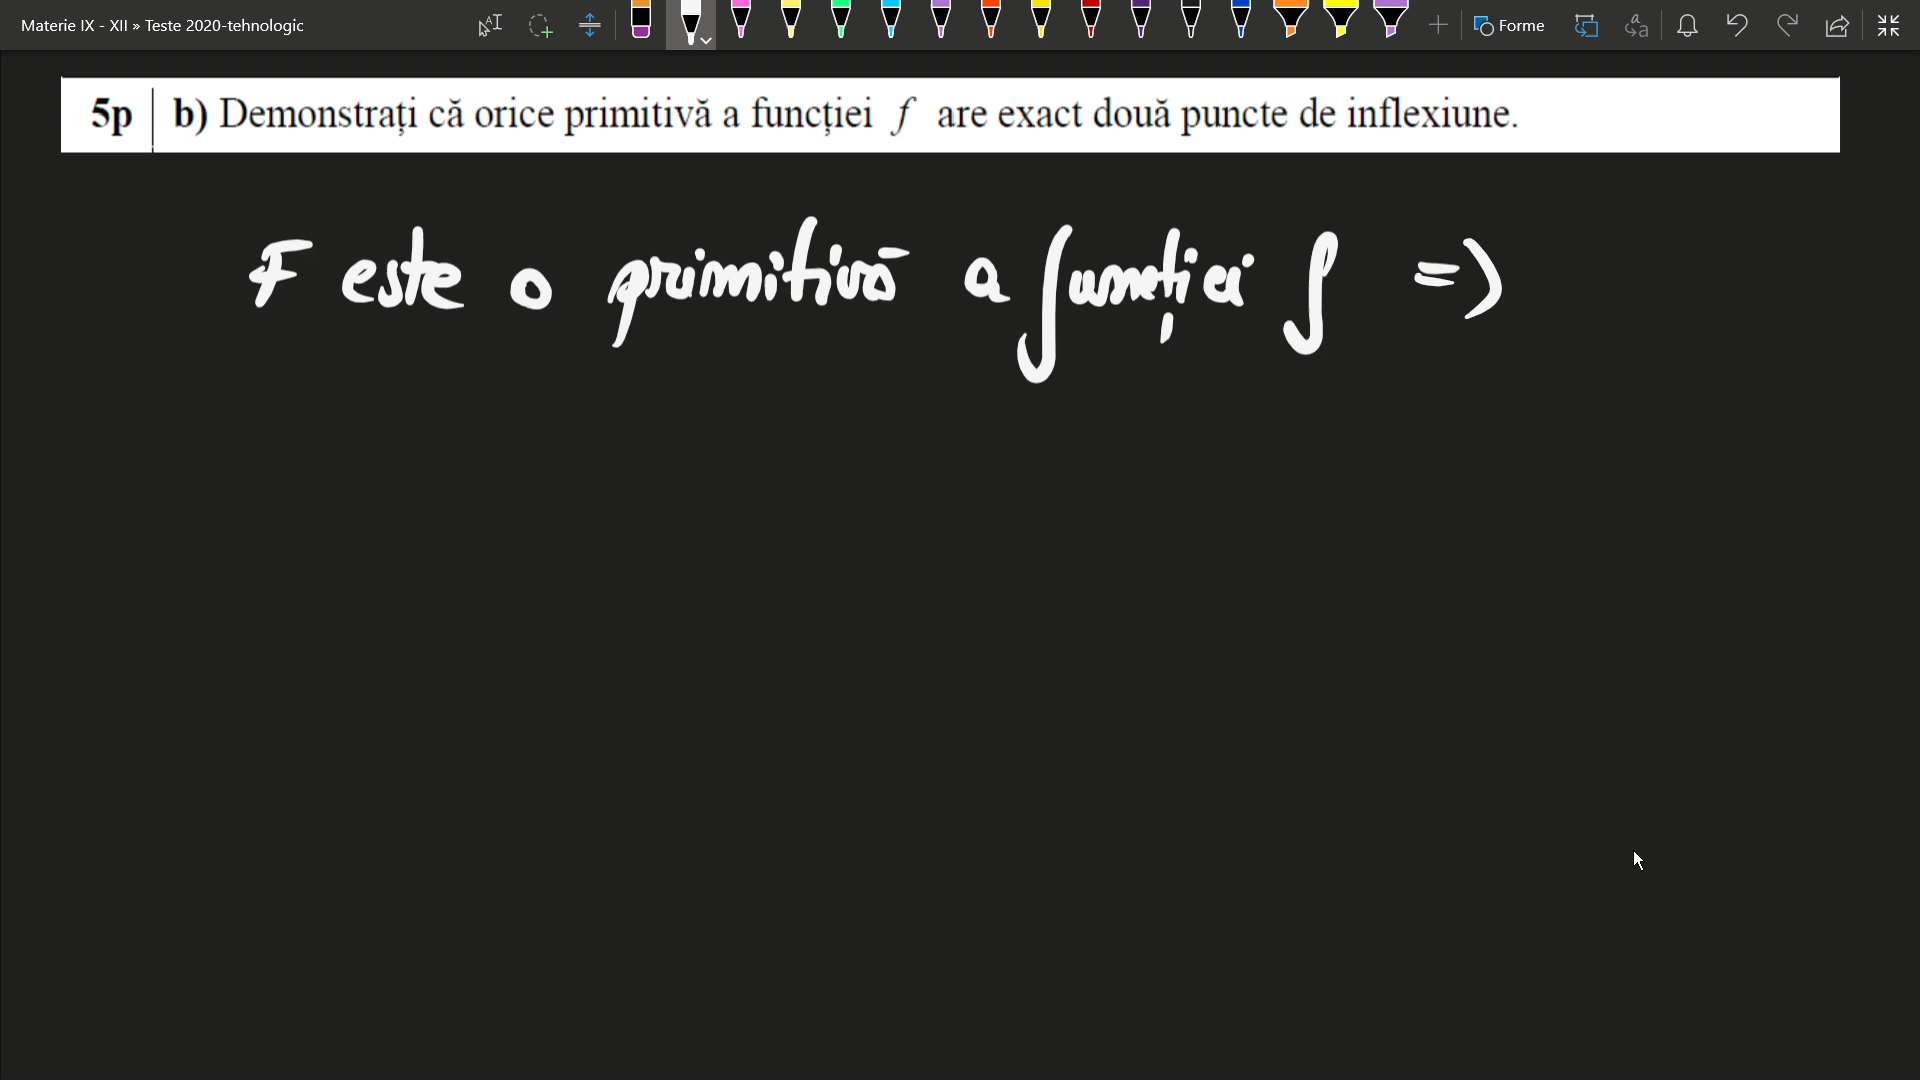 Materie IX - XII » Teste 2020-tehnologic
Forme
5p b) Demonstrați că orice primitivă a funcției f are exact două puncte de inflexiune.
F este o primitivă a funcției f =>